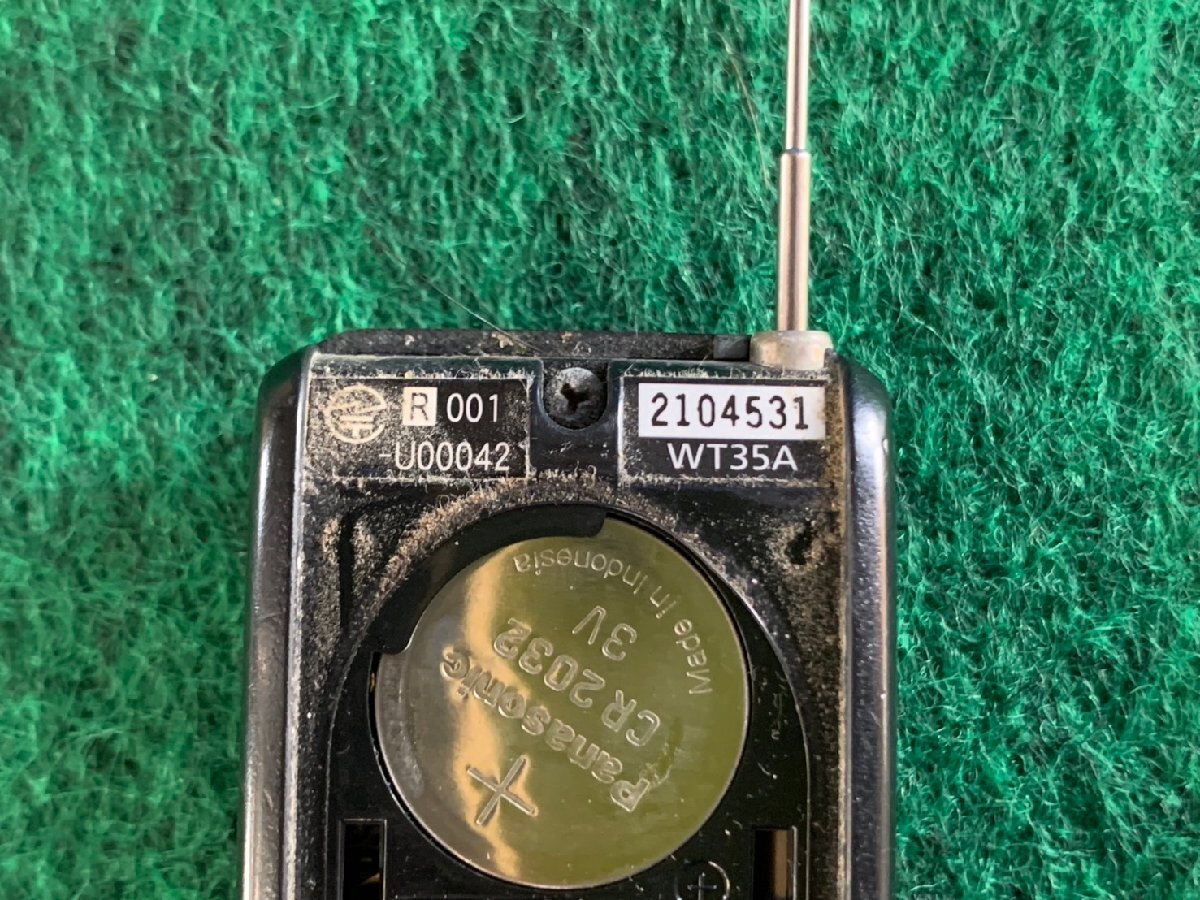 R 001
-U00042
2104531
WT35A
Panasonic
CR 2032
3V
Made in Indonesia